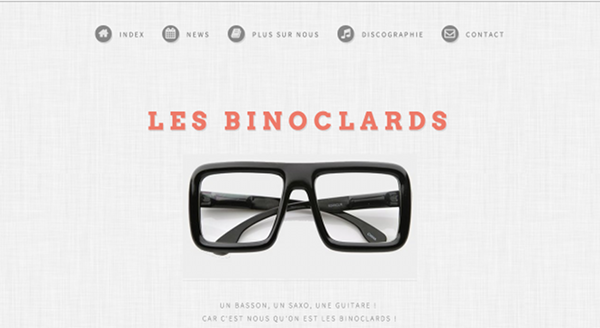 INDEX NEWS PLUS SUR NOUS DISCOGRAPHIE CONTACT
LES BINOCLARDS
UN BASSON, UN SAXO, UNE GUITARE !
CAR C'EST NOUS QU'ON EST LES BINOCLARDS !